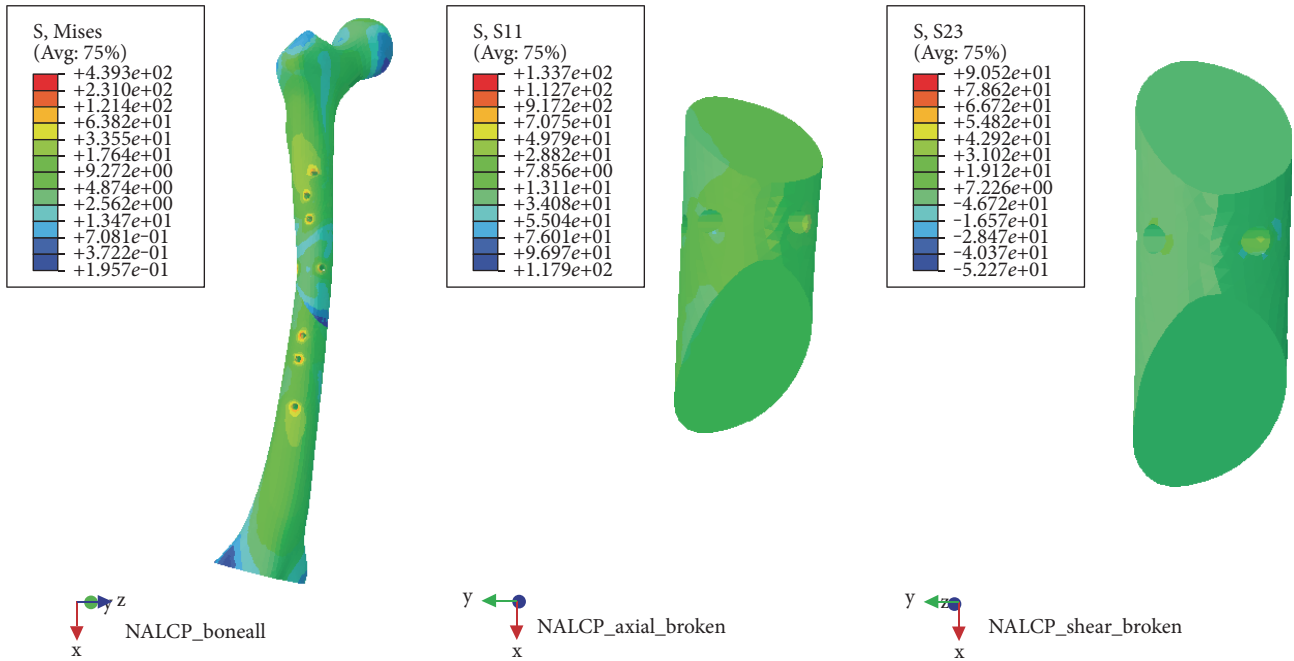 S, Mises
(Avg: 75%)
+4.393e+02
+2.310e+02
+1.214e+02
+6.382e+01
+3.355e+01
+1.764e+01
+9.272e+00
+4.874e+00
+2.562e+00
+1.347e+01
+7.081e−01
+3.722e−01
+1.957e−01
y
z
x
NALCP_boneall
S, S11
(Avg: 75%)
+1.337e+02
+1.127e+02
+9.172e+02
+7.075e+01
+4.979e+01
+2.882e+01
+7.856e+00
+1.311e+01
+3.408e+01
+5.504e+01
+7.601e+01
+9.697e+01
+1.179e+02
y
x
NALCP_axial_broken
S, S23
(Avg: 75%)
+9.052e+01
+7.862e+01
+6.672e+01
+5.482e+01
+4.292e+01
+3.102e+01
+1.912e+01
+7.226e+00
−4.672e+01
−1.657e+01
−2.847e+01
−4.037e+01
−5.227e+01
y
z
x
NALCP_shear_broken